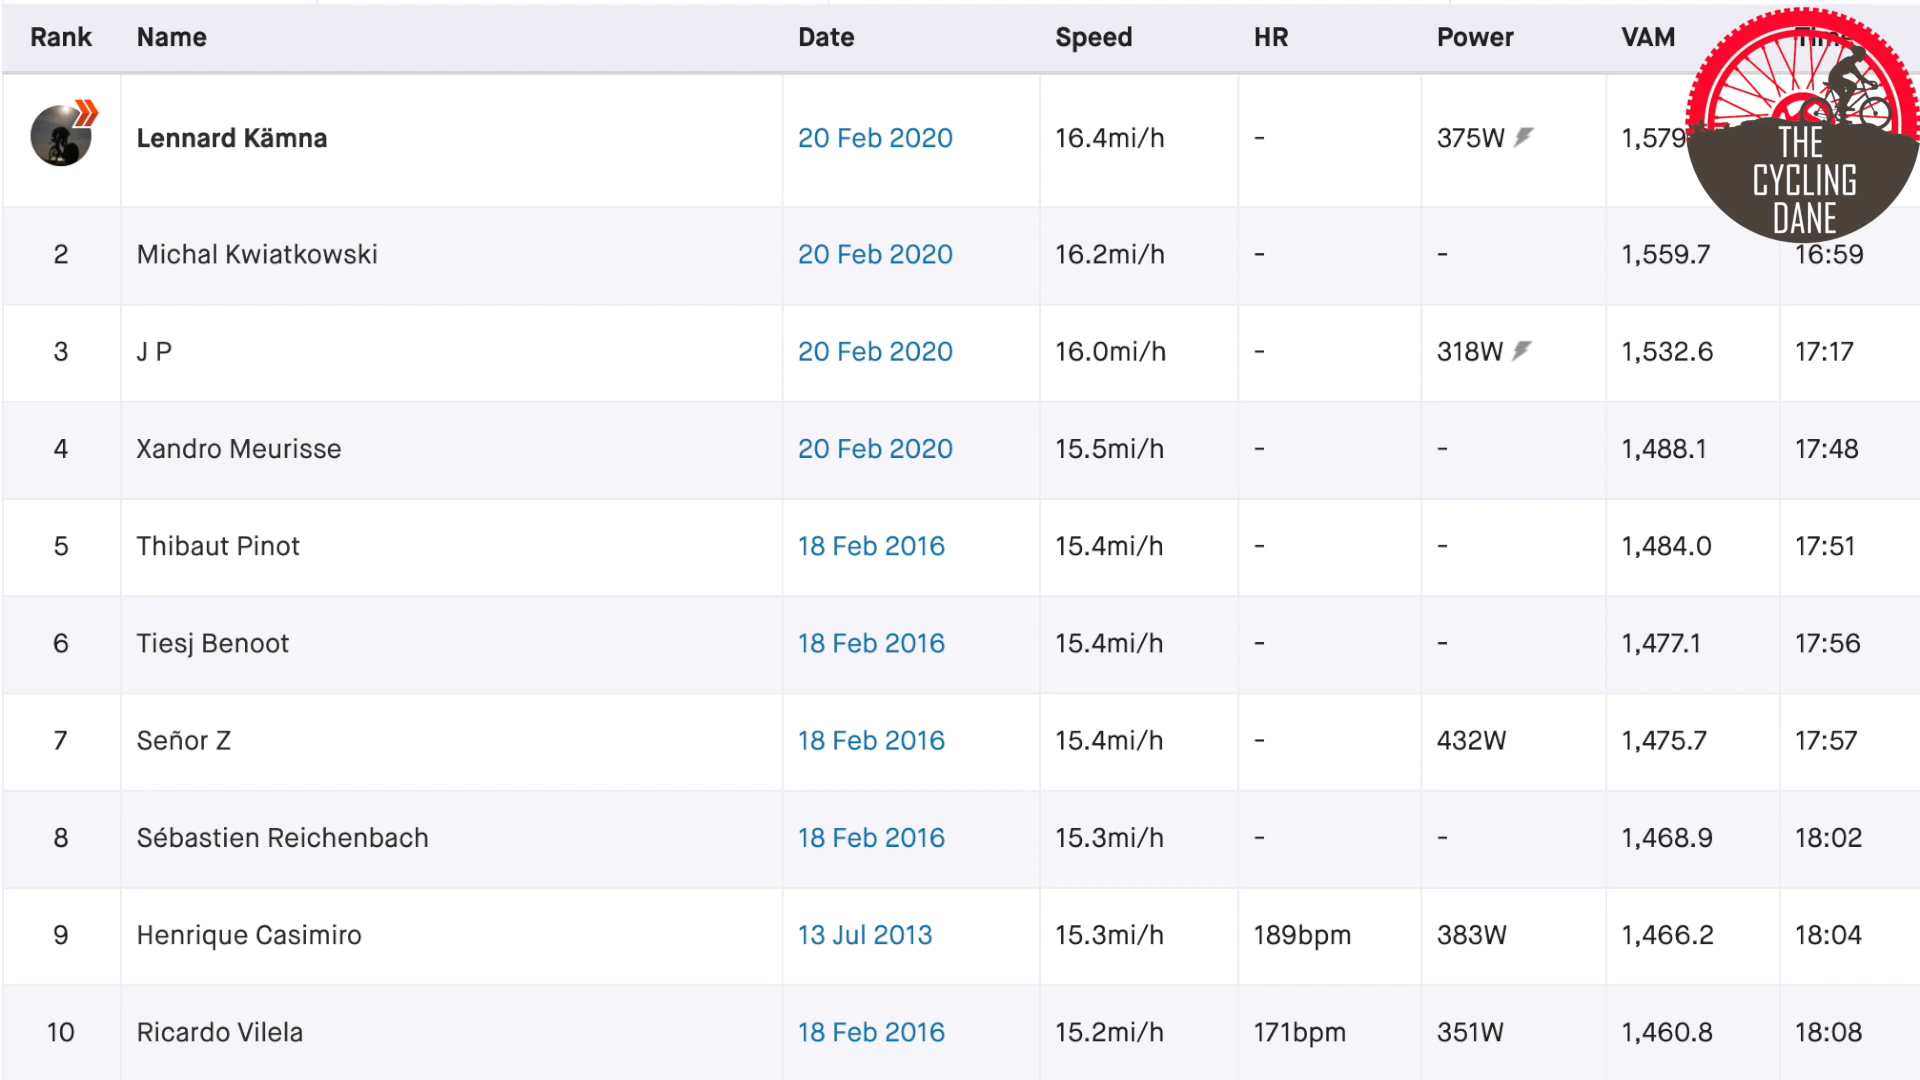 Rank Name Date Speed HR Power VAM Time
Lennard Kämna 20 Feb 2020 16.4mi/h - 375W 1,579
2 Michal Kwiatkowski 20 Feb 2020 16.2mi/h - - 1,559.7 16:59
3 J P 20 Feb 2020 16.0mi/h - 318W 1,532.6 17:17
4 Xandro Meurisse 20 Feb 2020 15.5mi/h - - 1,488.1 17:48
5 Thibaut Pinot 18 Feb 2016 15.4mi/h - - 1,484.0 17:51
6 Tiesj Benoot 18 Feb 2016 15.4mi/h - - 1,477.1 17:56
7 Señor Z 18 Feb 2016 15.4mi/h - 432W 1,475.7 17:57
8 Sébastien Reichenbach 18 Feb 2016 15.3mi/h - - 1,468.9 18:02
9 Henrique Casimiro 13 Jul 2013 15.3mi/h 189bpm 383W 1,466.2 18:04
10 Ricardo Vilela 18 Feb 2016 15.2mi/h 171bpm 351W 1,460.8 18:08
THE
CYCLING
DANE